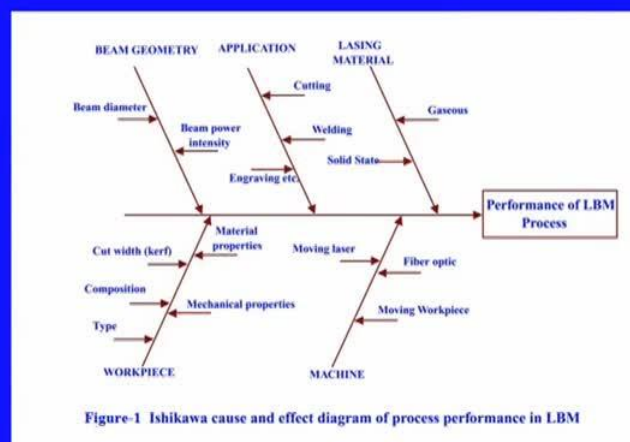 BEAM GEOMETRY
APPLICATION
LASING
MATERIAL
Cutting
Beam diameter
Gaseous
Beam power
intensity
Welding
Solid State
Engraving etc.
Performance of LBM
Process
Material
properties
Cut width (kerf)
Moving laser
Fiber optic
Composition
Mechanical properties
Moving Workpiece
Type
WORKPIECE
MACHINE
Figure-1 Ishikawa cause and effect diagram of process performance in LBM